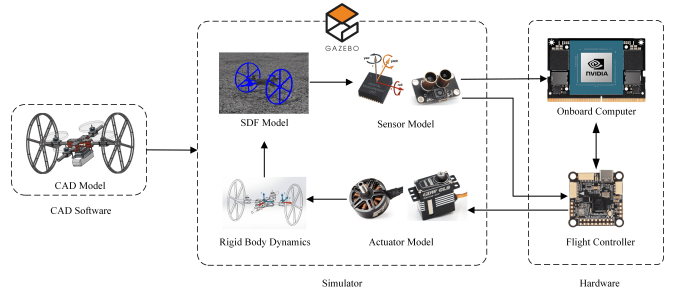 GAZEBO
NVIDIA
SDF Model
Sensor Model
Onboard Computer
CAD Model
CAD Software
Rigid Body Dynamics
Actuator Model
Flight Controller
Simulator
Hardware